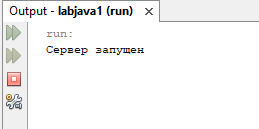 Output - labjava1 (run) ×
run:
Сервер запущен